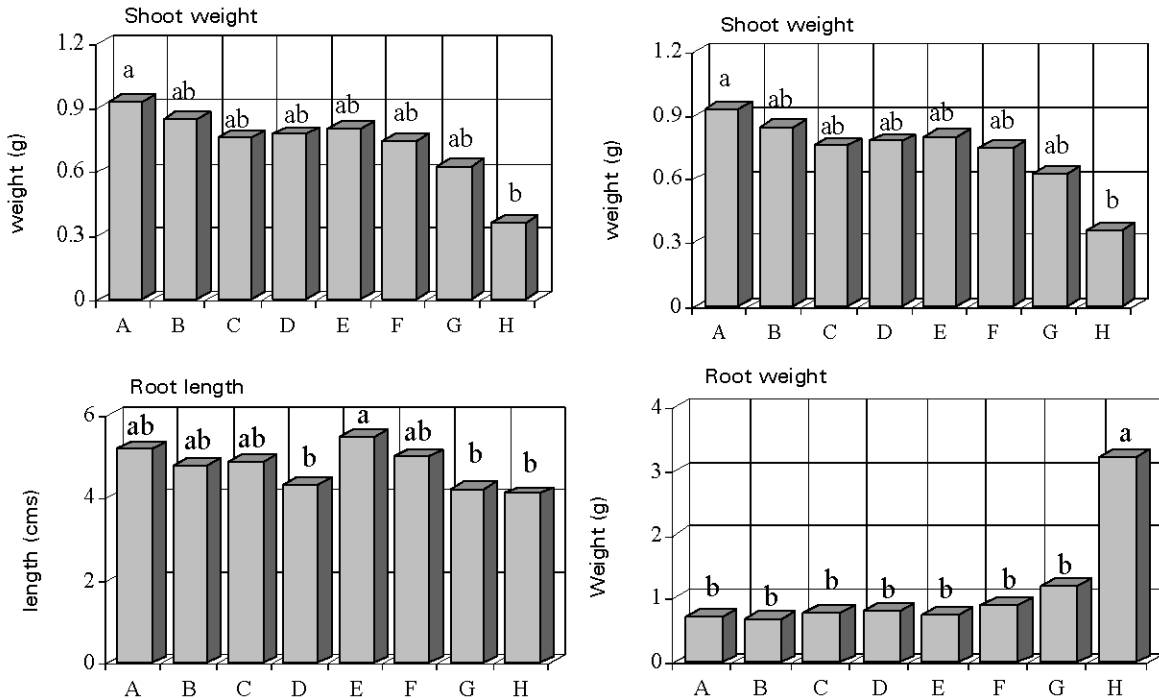 Shoot weight
weight (g)
1.2
0.9
0.6
0.3
0
a
ab
ab
ab
ab
ab
ab
b
A B C D E F G H
Shoot weight
weight (g)
1.2
0.9
0.6
0.3
0
a
ab
ab
ab
ab
ab
ab
b
A B C D E F G H
Root length
length (cms)
6
4
2
0
ab
ab
ab
b
a
ab
b
b
A B C D E F G H
Root weight
Weight (g)
4
3
2
1
0
b
b
b
b
b
b
b
a
A B C D E F G H